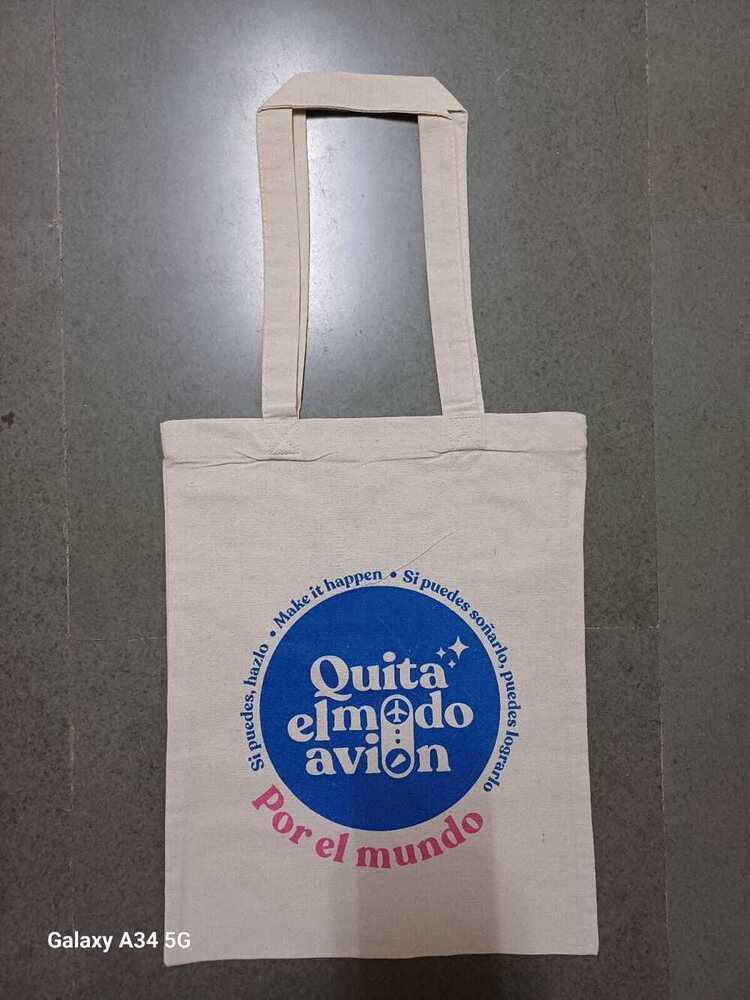 Si puedes, hazlo • Make it happen • Si puedes soñarlo, puedes lograrlo
Quita
el modo
avión
Por el mundo
Galaxy A34 5G